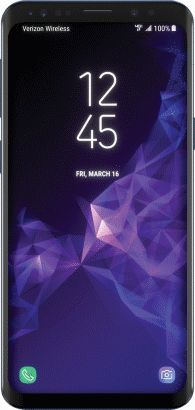 Verizon Wireless 100%
12
45
FRI, MARCH 16